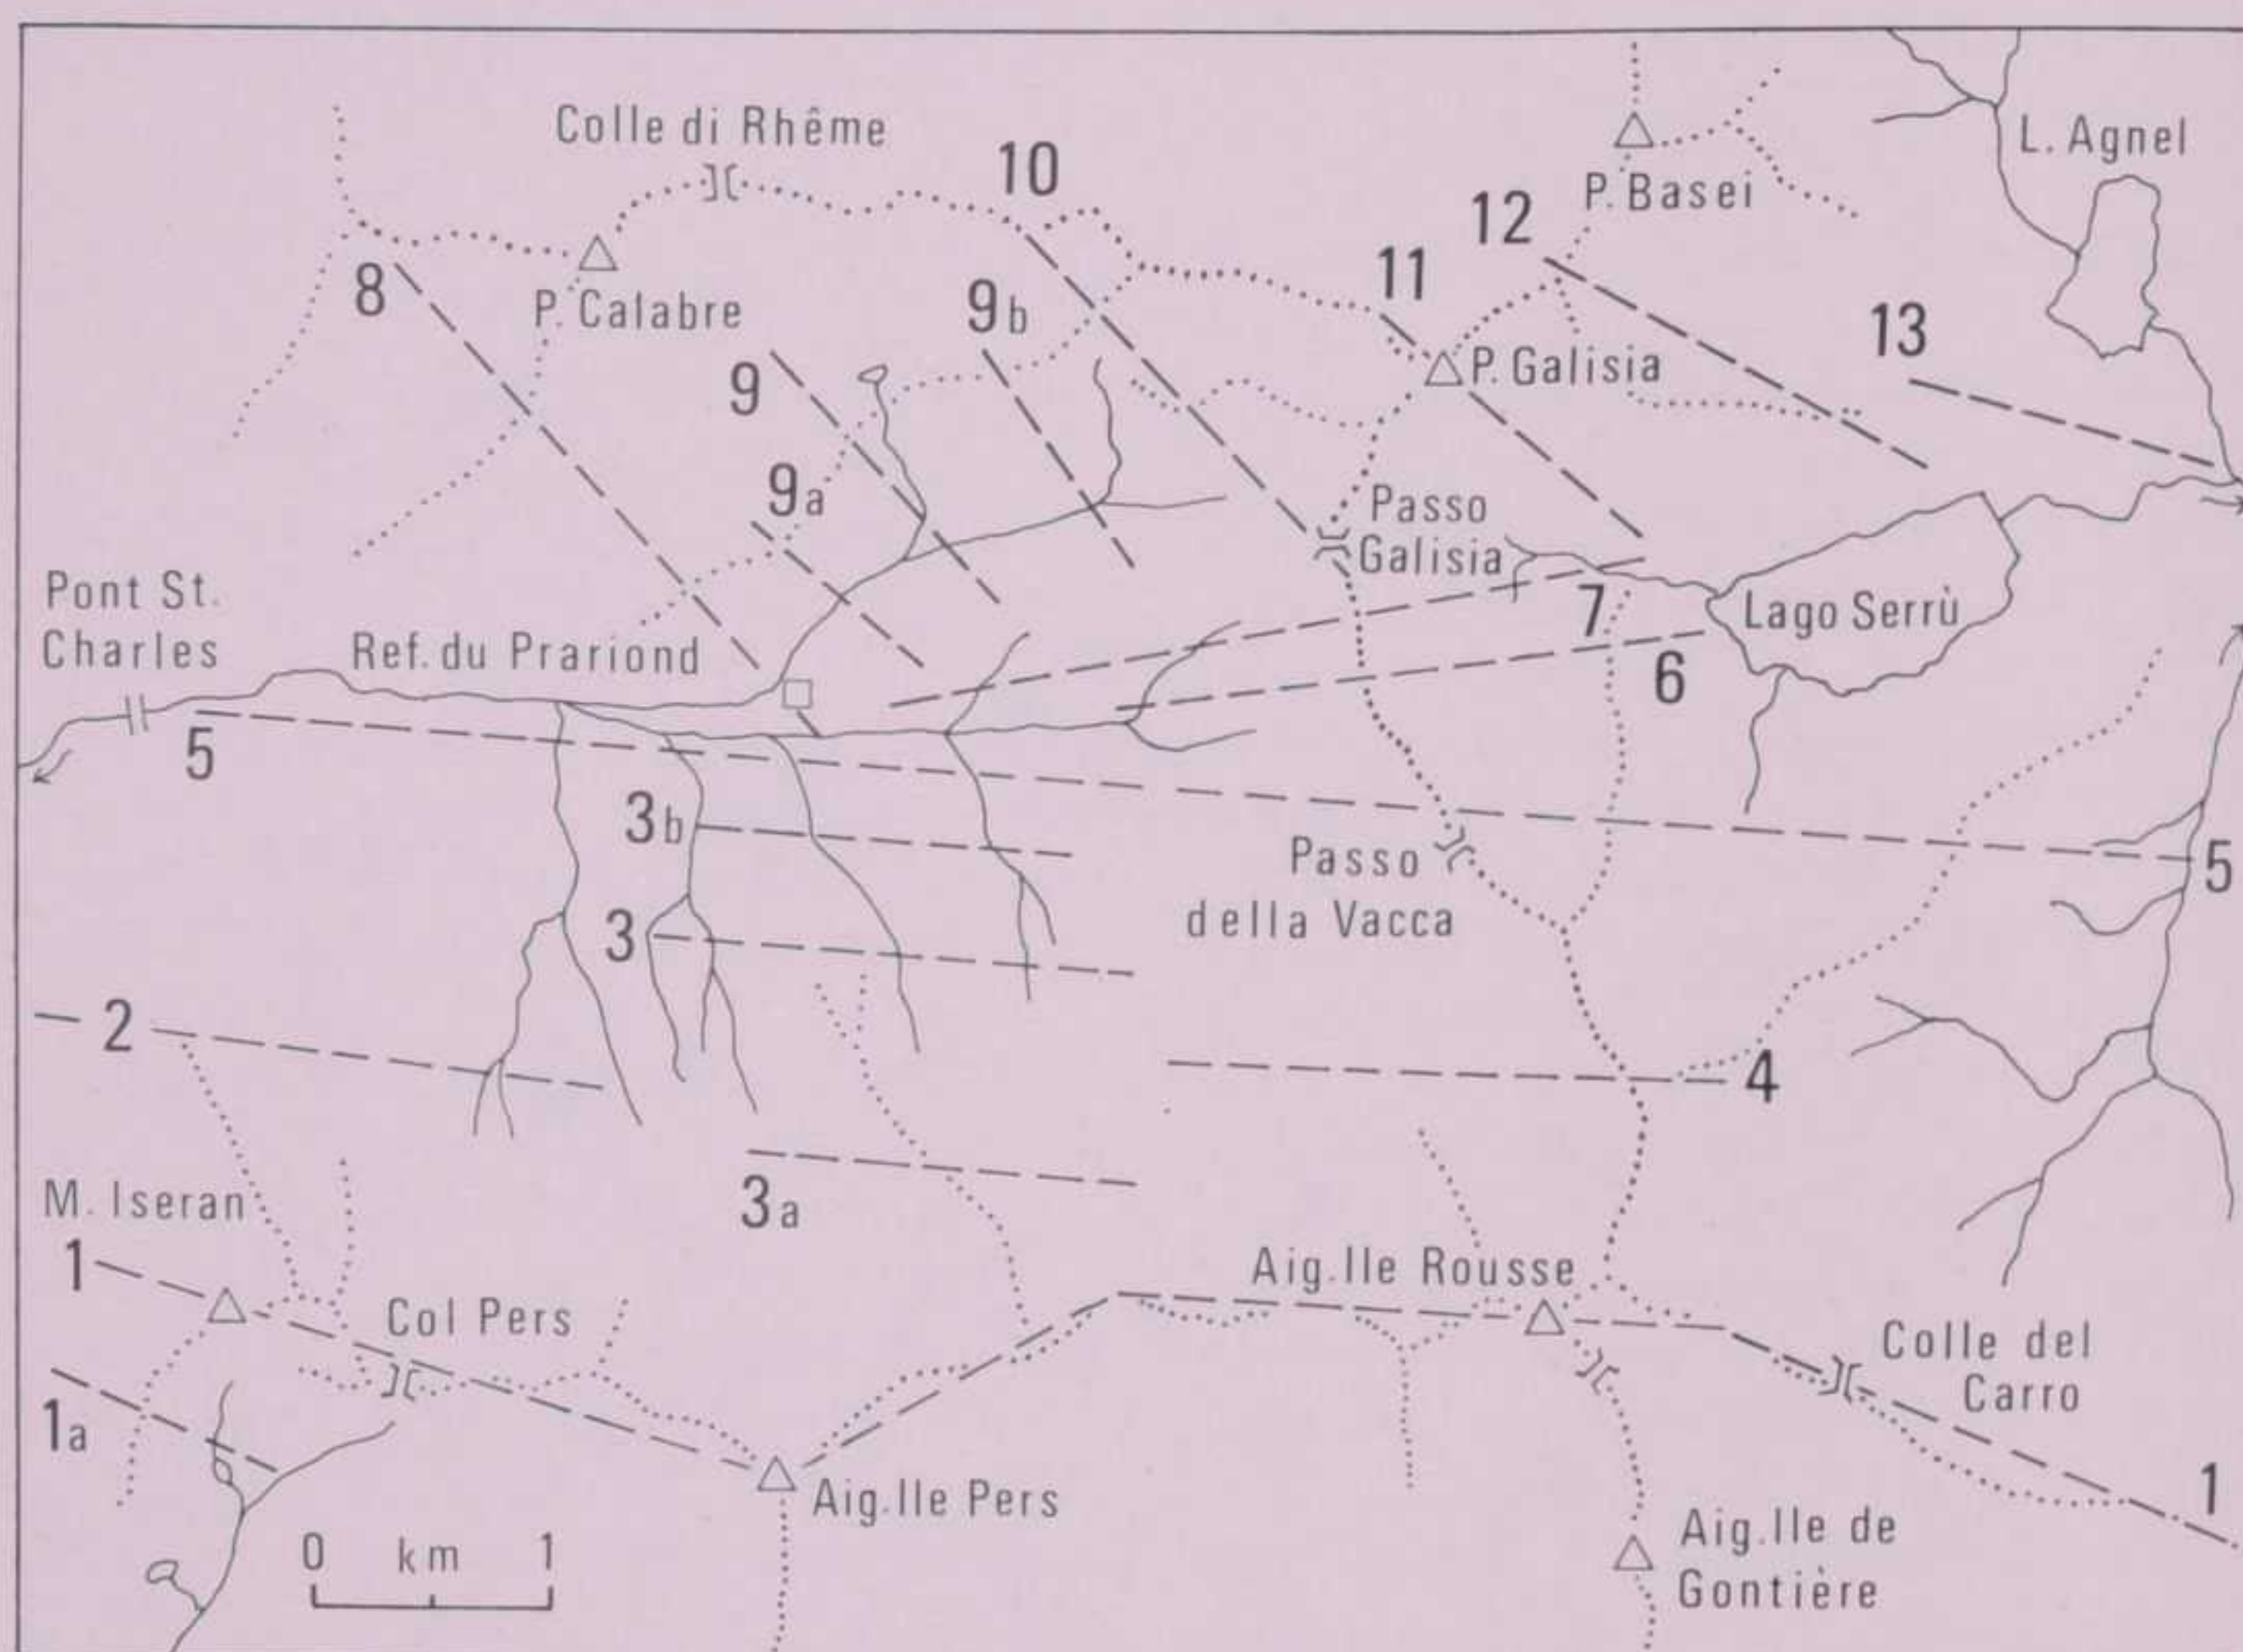 Colle di Rhême
10
L. Agnel
12
P. Basei
8
P. Calabre
9b
11
13
9
P. Galisia
9a
Passo
Galisia
Pont St.
Charles
Ref. du Prariond
7
Lago Serrù
6
5
3b
Passo
della Vacca
5
3
2
4
M. Iseran
3a
1
Col Pers
Aig.lle Rousse
Colle del
Carro
1a
Aig.lle Pers
1
0 km 1
Aig.lle de
Gontière